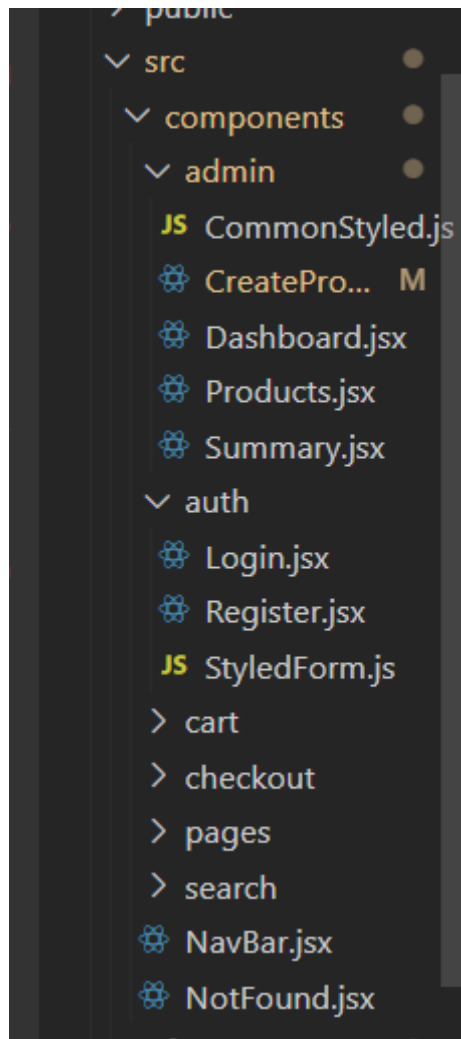 public
src
components
admin
JS CommonStyled.js
CreatePro... M
Dashboard.jsx
Products.jsx
Summary.jsx
auth
Login.jsx
Register.jsx
JS StyledForm.js
cart
checkout
pages
search
NavBar.jsx
NotFound.jsx